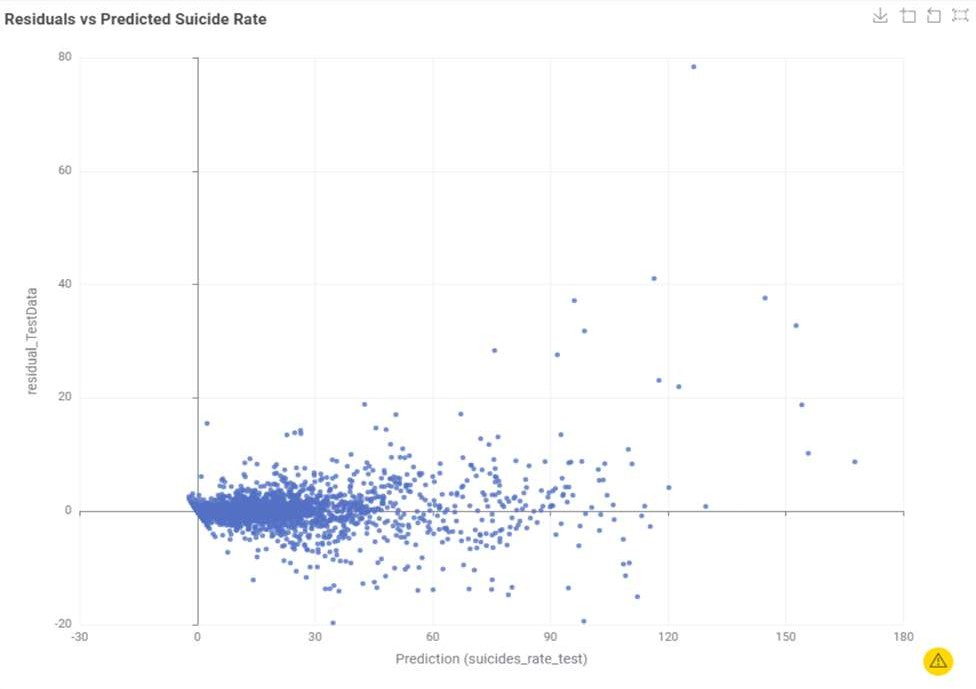 Residuals vs Predicted Suicide Rate
80
60
40
20
0
-20
residual_TestData
-30 0 30 60 90 120 150 180
Prediction (suicides_rate_test)